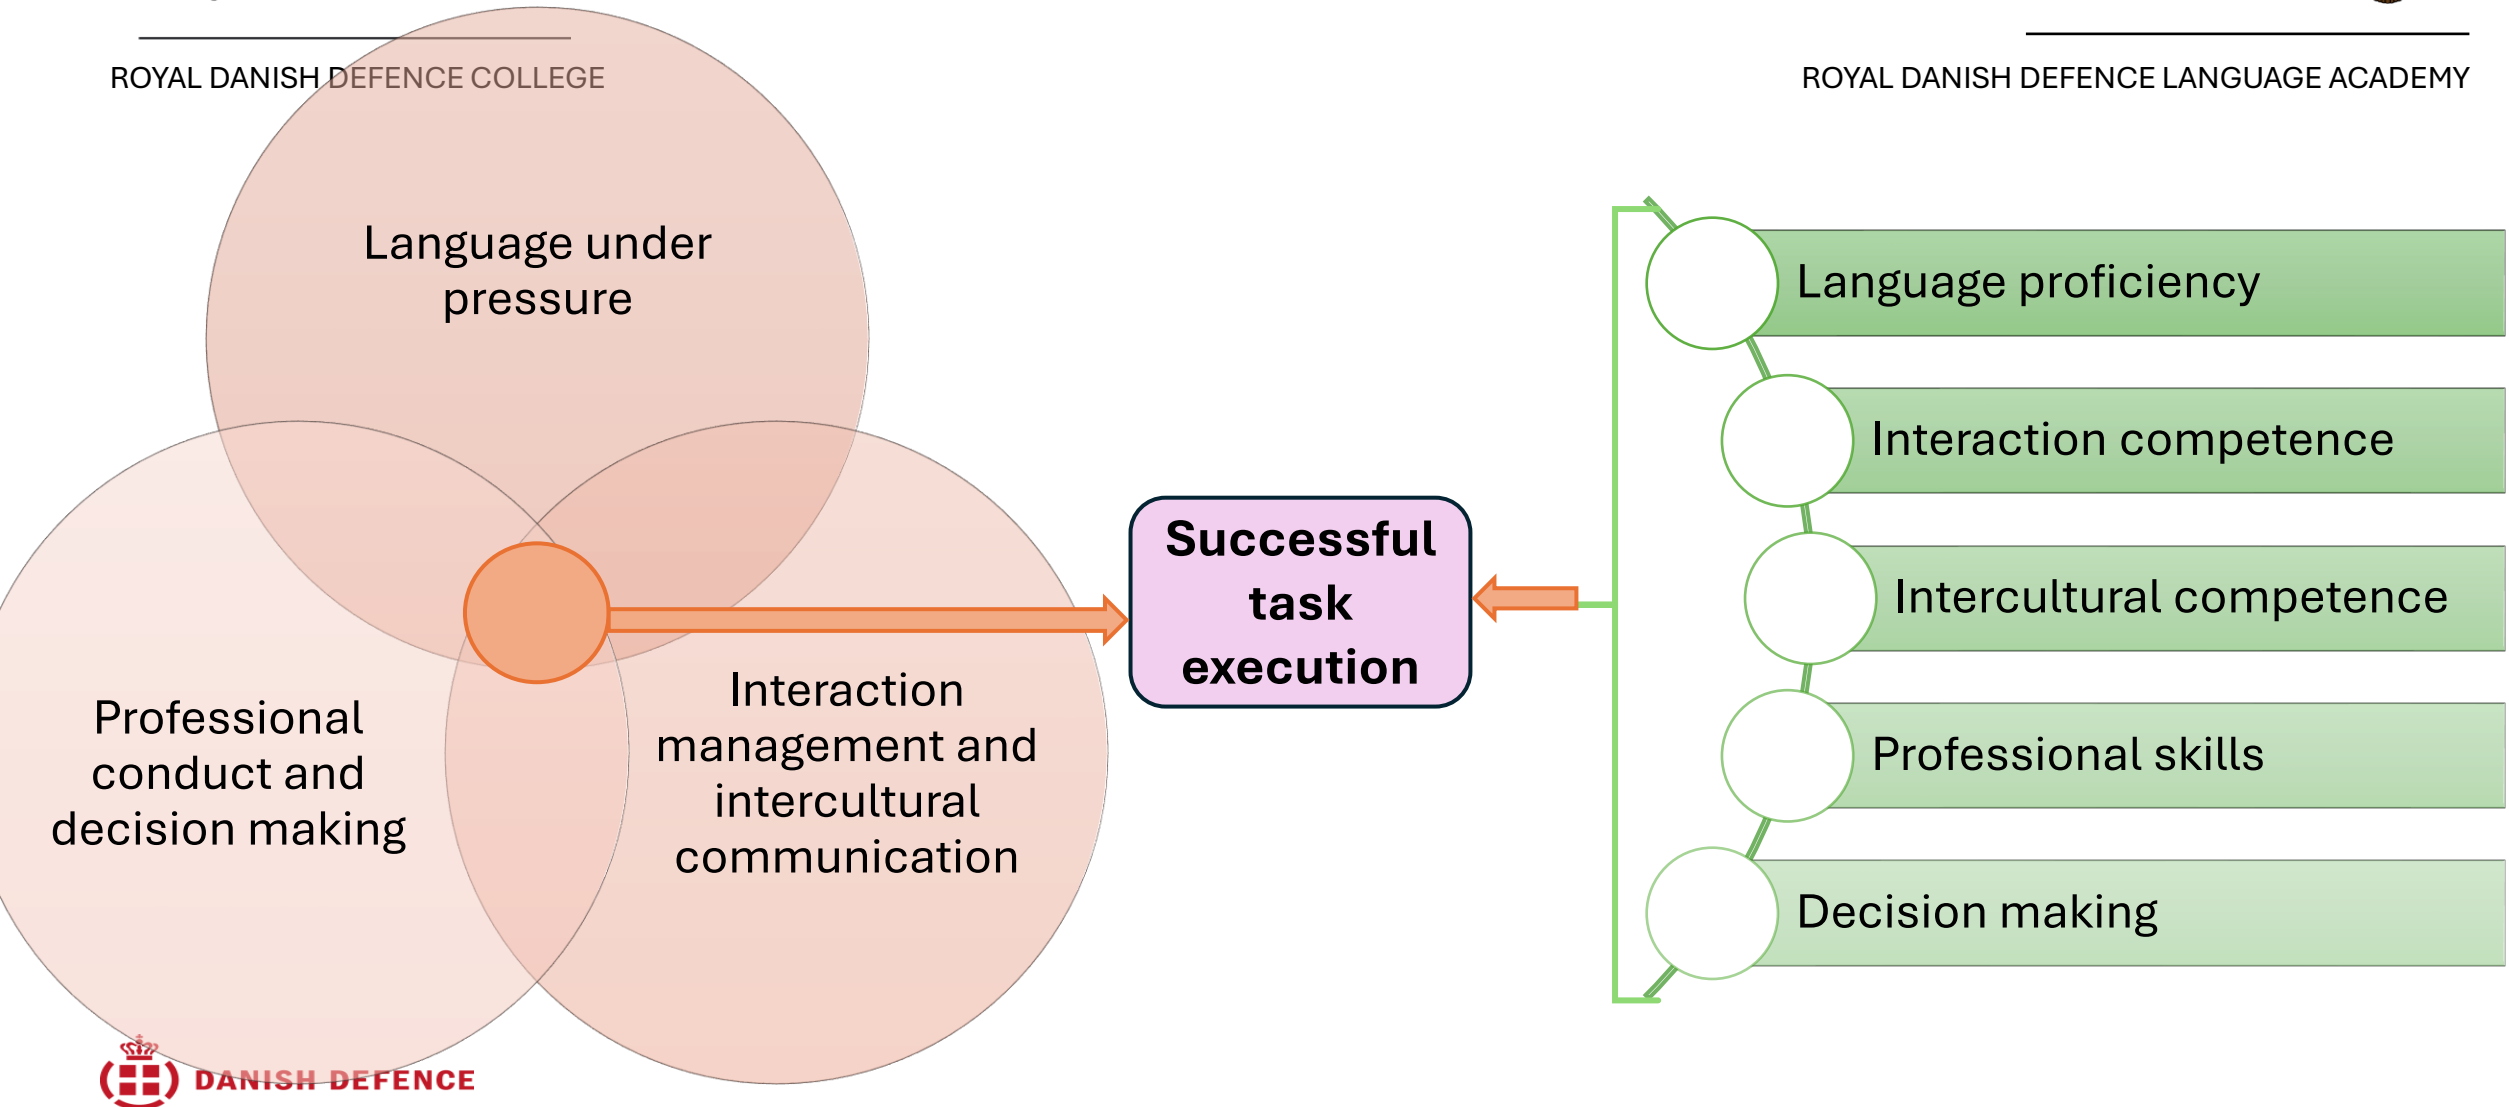 ROYAL DANISH DEFENCE COLLEGE
ROYAL DANISH DEFENCE LANGUAGE ACADEMY
Language under
pressure
Professional
conduct and
decision making
Interaction
management and
intercultural
communication
Successful
task
execution
Language proficiency
Interaction competence
Intercultural competence
Professional skills
Decision making
DANISH DEFENCE